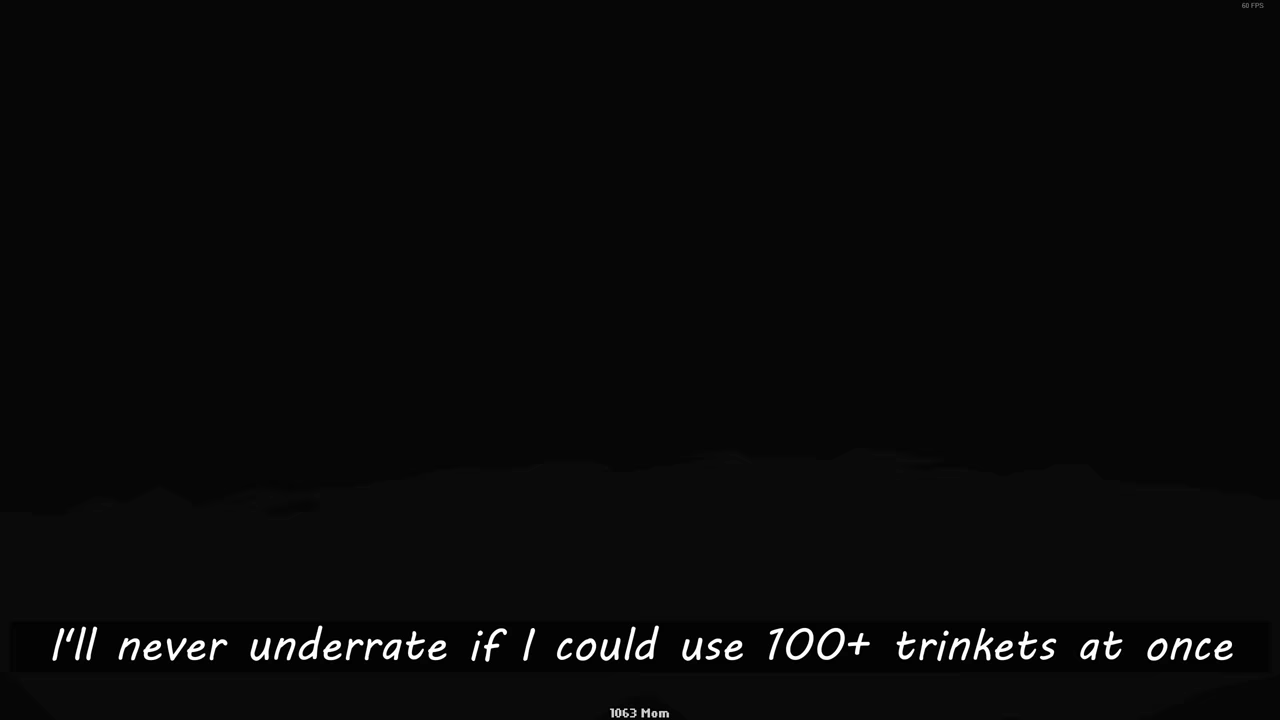 60 FPS
I'll never underrate if I could use 100+ trinkets at once
1063 Mom